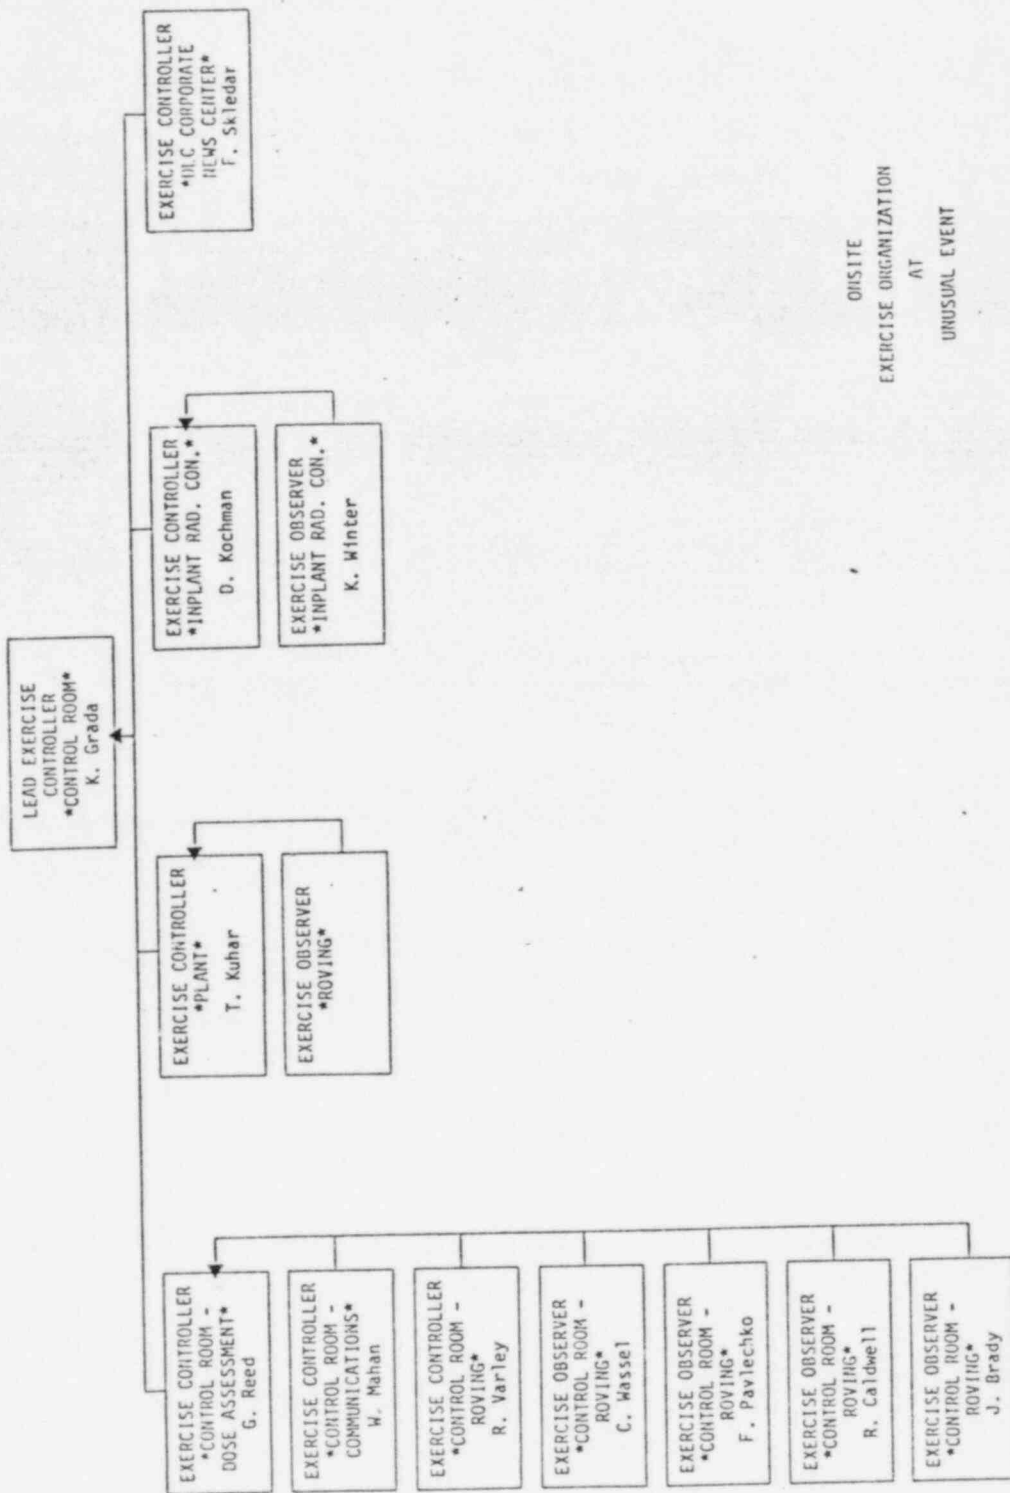 LEAD EXERCISE
CONTROLLER
*CONTROL ROOM*
K. Grada
EXERCISE CONTROLLER
*CONTROL ROOM -
DOSE ASSESSMENT*
G. Reed
EXERCISE CONTROLLER
*CONTROL ROOM -
COMMUNICATIONS*
W. Mahan
EXERCISE CONTROLLER
*CONTROL ROOM -
ROVING*
R. Varley
EXERCISE OBSERVER
*CONTROL ROOM -
ROVING*
C. Wassel
EXERCISE OBSERVER
*CONTROL ROOM -
ROVING*
F. Pavlechko
EXERCISE OBSERVER
*CONTROL ROOM -
ROVING*
R. Caldwell
EXERCISE OBSERVER
*CONTROL ROOM -
ROVING*
J. Brady
EXERCISE CONTROLLER
*PLANT*
T. Kuhar
EXERCISE OBSERVER
*ROVING*
EXERCISE CONTROLLER
*INPLANT RAD. CON.*
D. Kochman
EXERCISE OBSERVER
*INPLANT RAD. CON.*
K. Winter
EXERCISE CONTROLLER
CORPORATE
NEWS CENTER*
F. Skledar
ONSITE
EXERCISE ORGANIZATION
AT
UNUSUAL EVENT